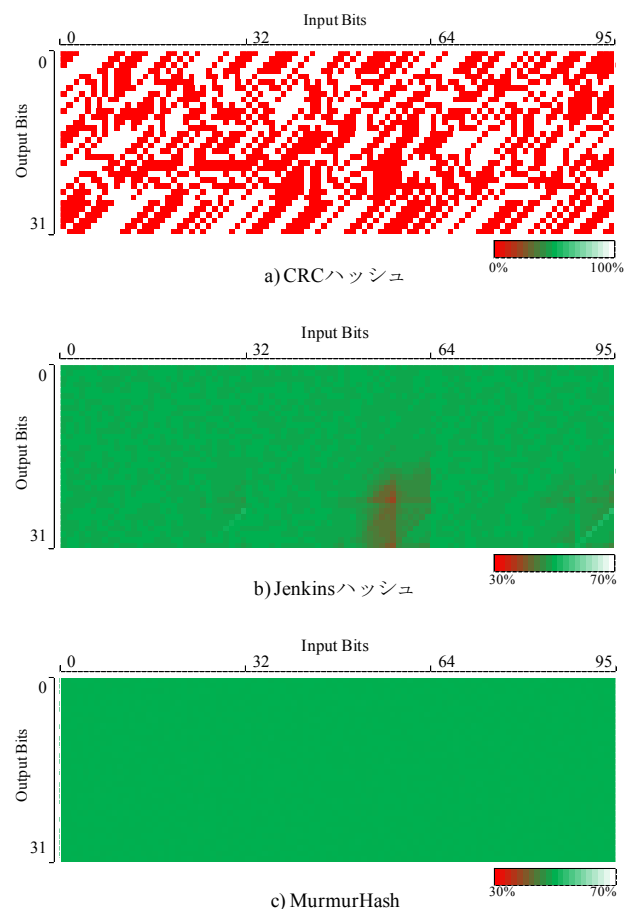 Input Bits
0 32 64 95
0
Output Bits
31
0% 100%
a) CRCハッシュ
Input Bits
0 32 64 95
0
Output Bits
31
30% 70%
b) Jenkinsハッシュ
Input Bits
0 32 64 95
0
Output Bits
31
30% 70%
c) MurmurHash